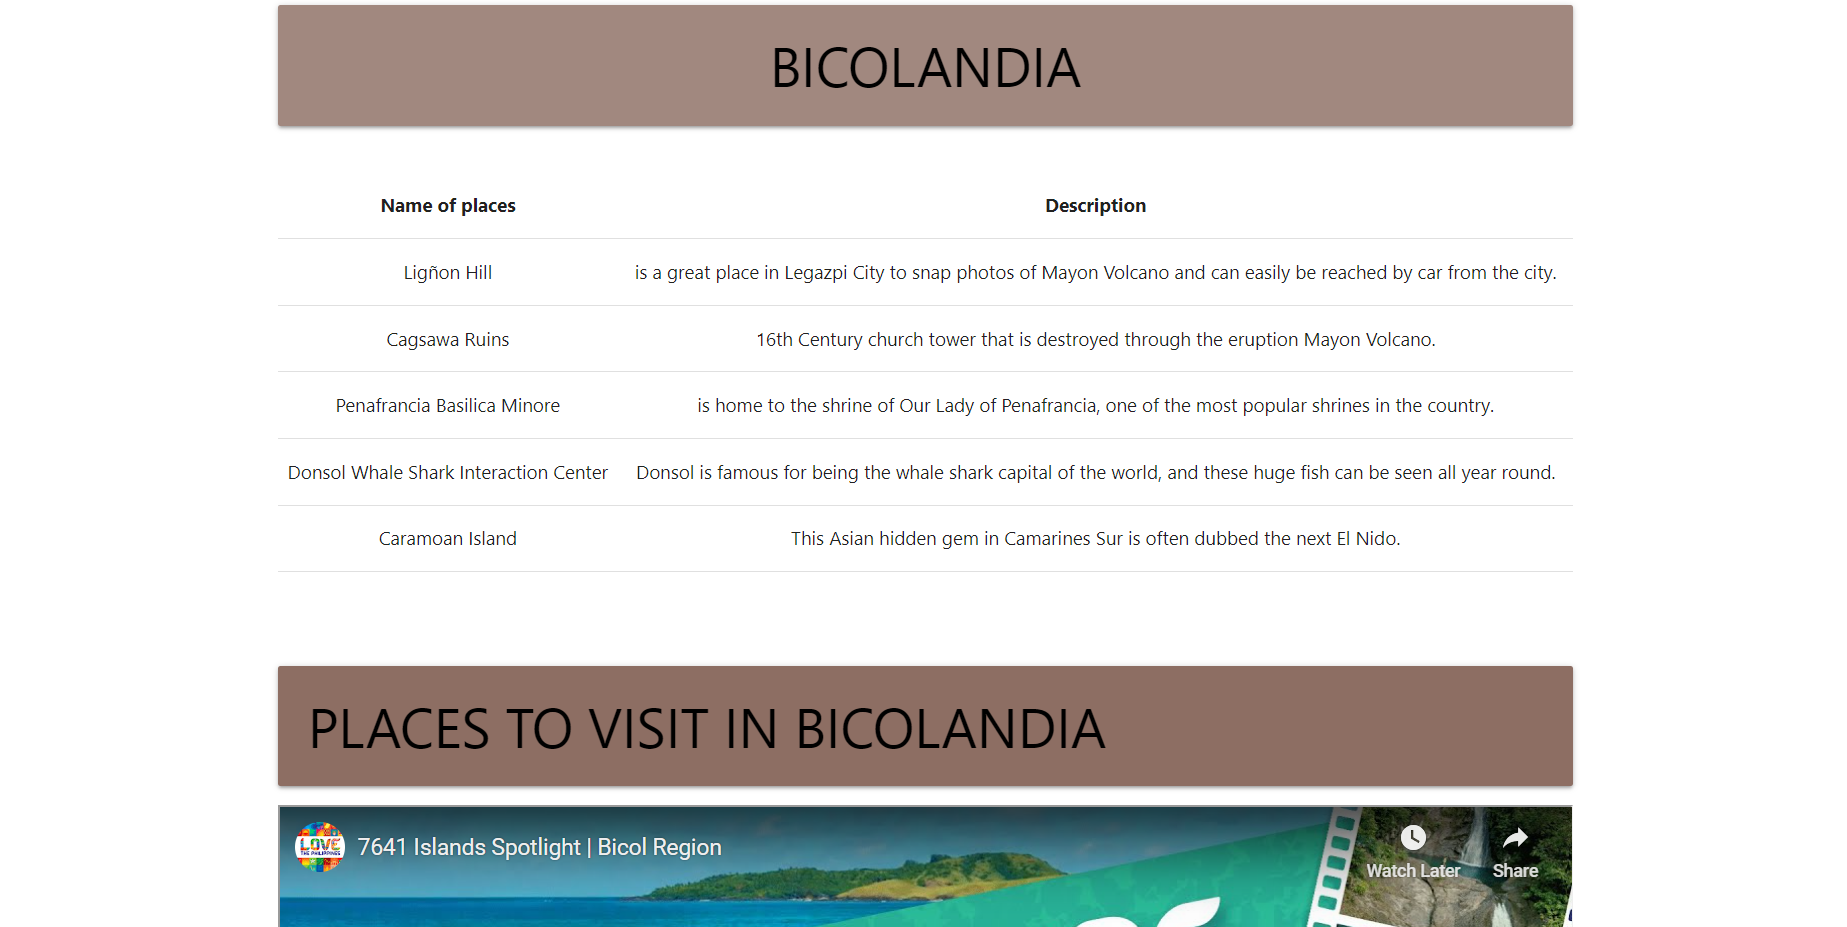 BICOLANDIA
Name of places Description
Ligñon Hill is a great place in Legazpi City to snap photos of Mayon Volcano and can easily be reached by car from the city.
Cagsawa Ruins 16th Century church tower that is destroyed through the eruption Mayon Volcano.
Penafrancia Basilica Minore is home to the shrine of Our Lady of Penafrancia, one of the most popular shrines in the country.
Donsol Whale Shark Interaction Center Donsol is famous for being the whale shark capital of the world, and these huge fish can be seen all year round.
Caramoan Island This Asian hidden gem in Camarines Sur is often dubbed the next El Nido.
PLACES TO VISIT IN BICOLANDIA
LOVE
THE PHILIPPINES
7641 Islands Spotlight | Bicol Region
Watch Later Share